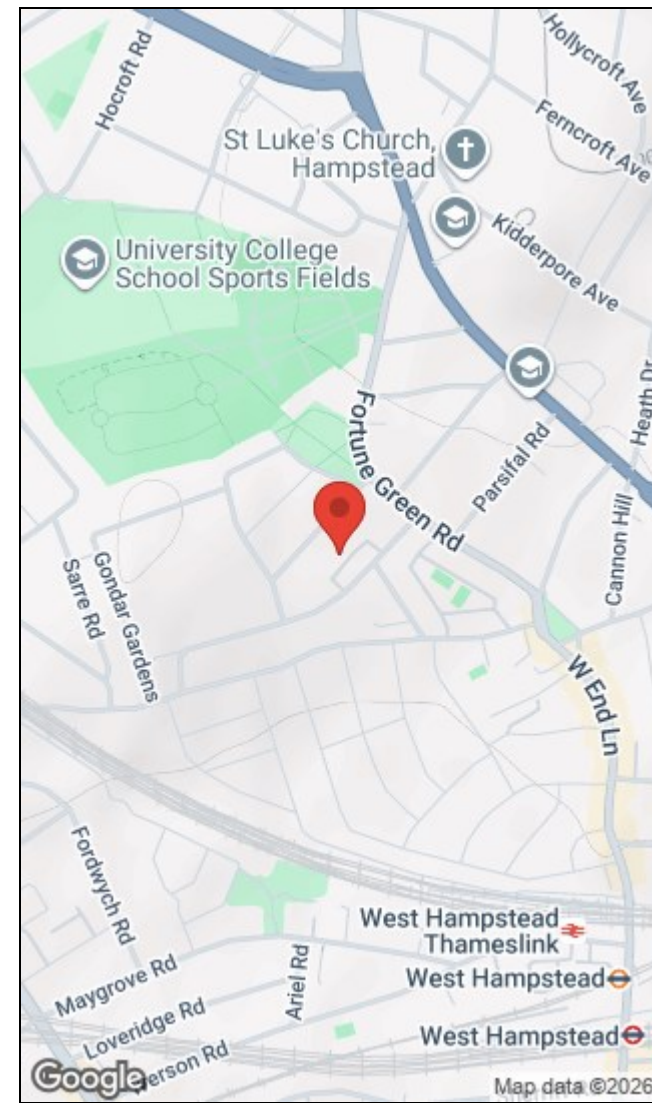 Hocroft Rd
Hollycroft Ave
Ferncroft Ave
St Luke's Church,
Hampstead
Kidderpore Ave
University College
School Sports Fields
Heath Dr
Fortune Green Rd
Parsifal Rd
Cannon Hill
Gondar Gardens
Sarre Rd
W End Ln
Fordwych Rd
West Hampstead
Thameslink
Ariel Rd
West Hampstead
Maygrove Rd
Loveridge Rd
West Hampstead
Google
Map data ©2026